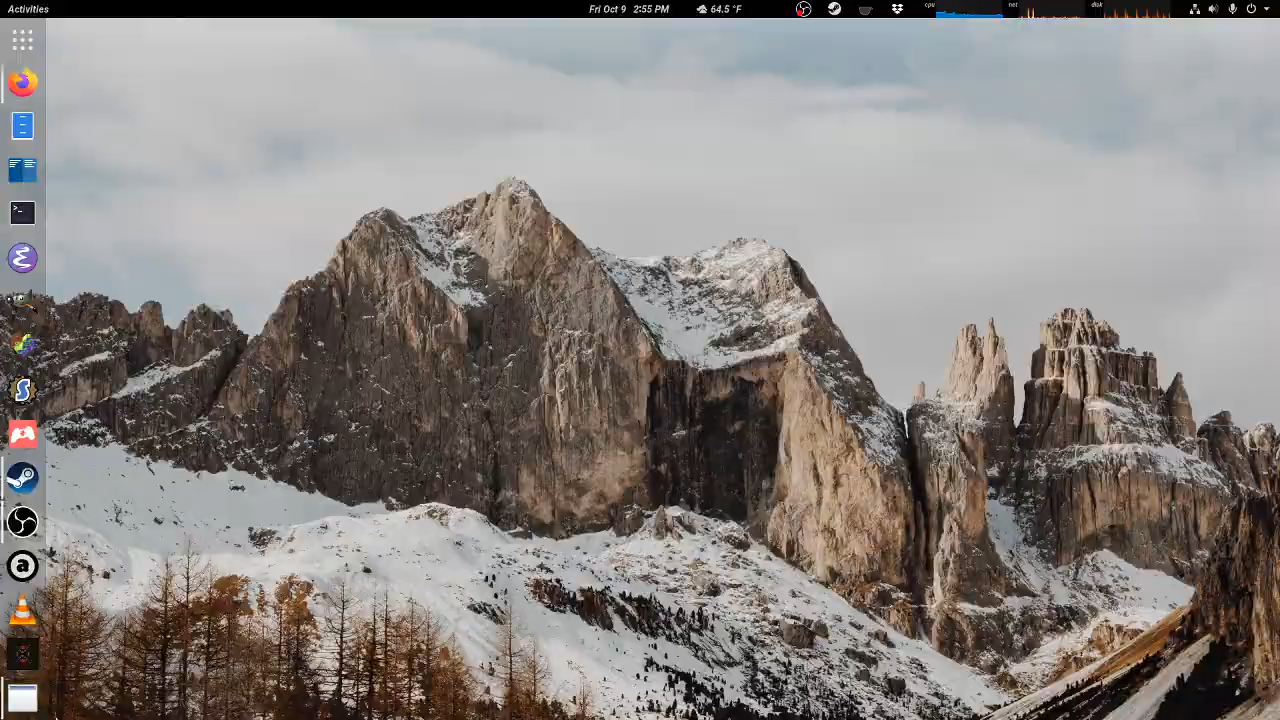 Activities
Fri Oct 9 2:55 PM
64.5 °F
cpu
net
disk